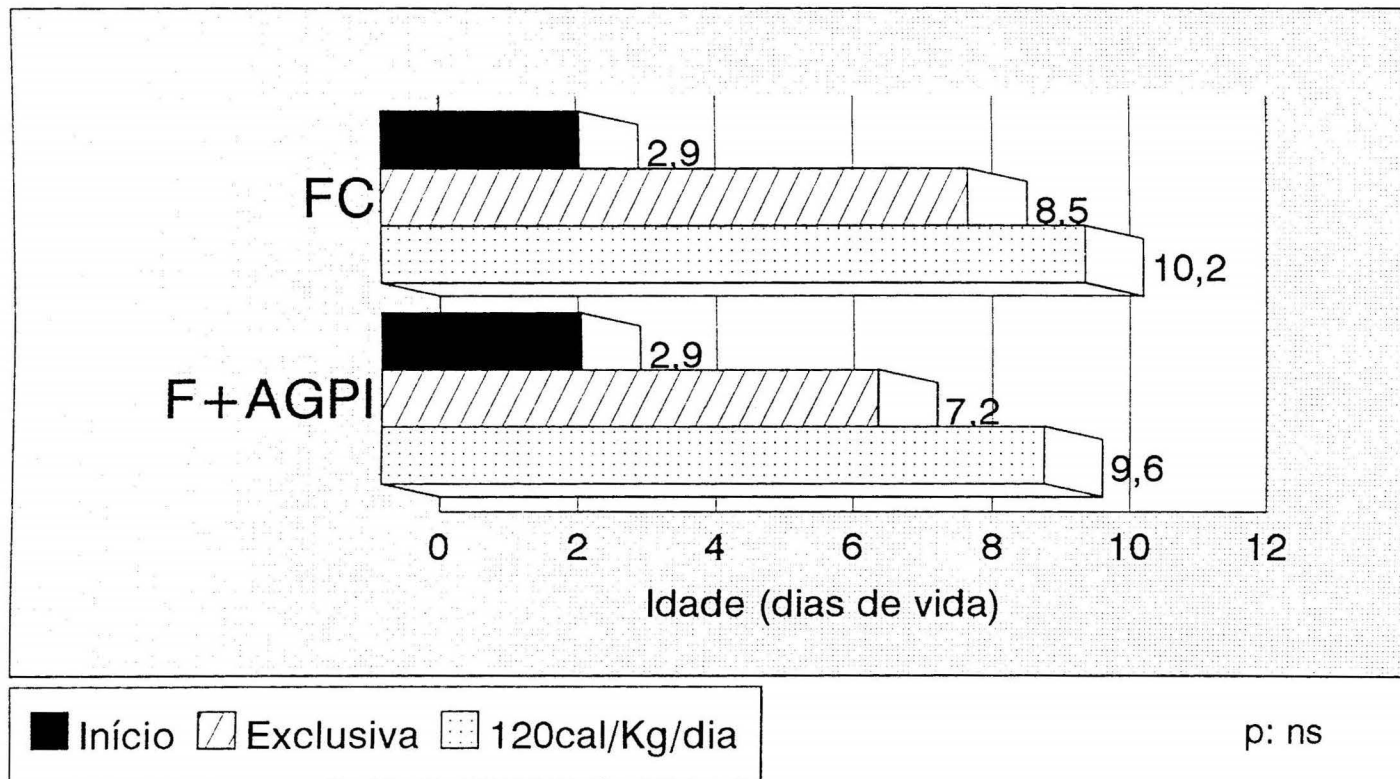 2,9
FC
8,5
10,2
2,9
F+AGPI
7,2
9,6
0 2 4 6 8 10 12
Idade (dias de vida)
Início Exclusiva 120cal/Kg/dia p: ns